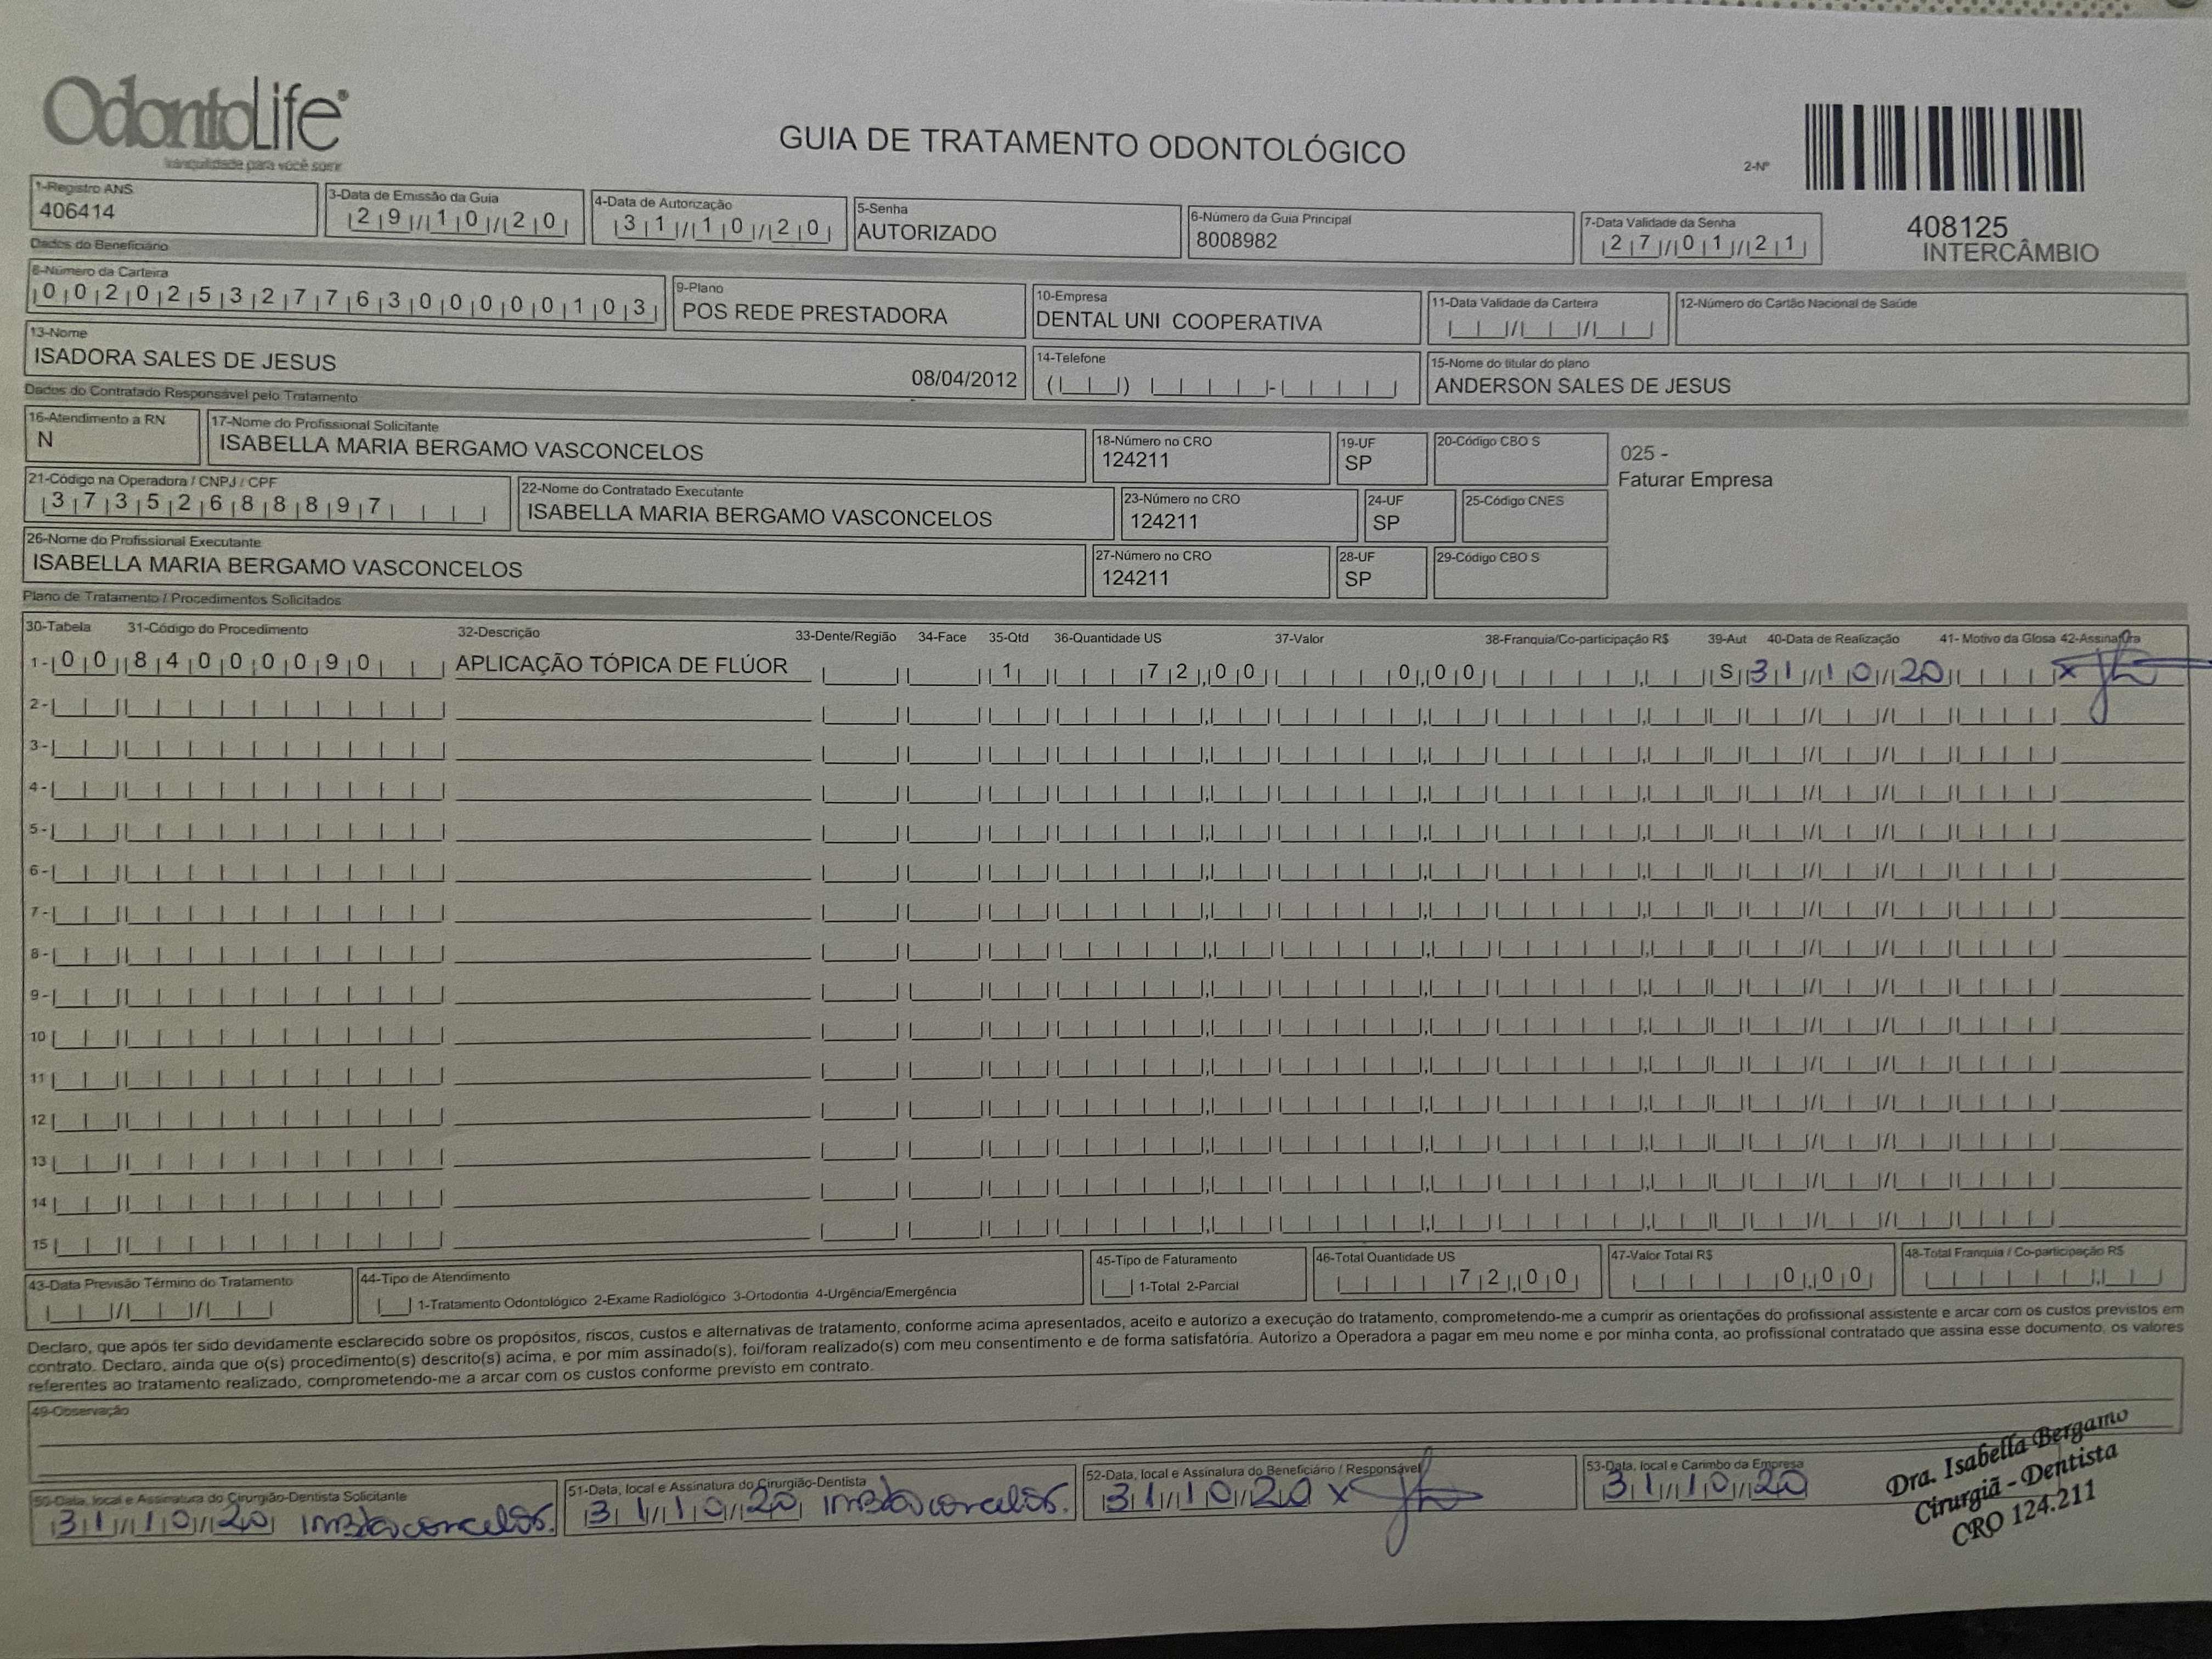 OdontoLife®
tranquilidade para você sorrir
GUIA DE TRATAMENTO ODONTOLÓGICO
2-Nº
408125
INTERCÂMBIO
1-Registro ANS
406414
3-Data de Emissão da Guia
29/10/20
4-Data de Autorização
31/10/20
5-Senha
AUTORIZADO
6-Número da Guia Principal
8008982
7-Data Validade da Senha
27/01/21
Dados do Beneficiário
8-Número da Carteira
00202532776300000103
9-Plano
POS REDE PRESTADORA
10-Empresa
DENTAL UNI COOPERATIVA
11-Data Validade da Carteira
12-Número do Cartão Nacional de Saúde
13-Nome
ISADORA SALES DE JESUS 08/04/2012
14-Telefone
15-Nome do titular do plano
ANDERSON SALES DE JESUS
Dados do Contratado Responsável pelo Tratamento
16-Atendimento a RN
N
17-Nome do Profissional Solicitante
ISABELLA MARIA BERGAMO VASCONCELOS
18-Número no CRO
124211
19-UF
SP
20-Código CBO S
025 -
Faturar Empresa
21-Código na Operadora / CNPJ / CPF
37352688897
22-Nome do Contratado Executante
ISABELLA MARIA BERGAMO VASCONCELOS
23-Número no CRO
124211
24-UF
SP
25-Código CNES
26-Nome do Profissional Executante
ISABELLA MARIA BERGAMO VASCONCELOS
27-Número no CRO
124211
28-UF
SP
29-Código CBO S
Plano de Tratamento / Procedimentos Solicitados
30-Tabela 31-Código do Procedimento 32-Descrição 33-Dente/Região 34-Face 35-Qtd 36-Quantidade US 37-Valor 38-Franquia/Co-participação R$ 39-Aut 40-Data de Realização 41- Motivo da Glosa 42-Assinatura
1- 00 84000090 APLICAÇÃO TÓPICA DE FLÚOR 1 72,00 0,00 S 31/10/20 x
2-
3-
4-
5-
6-
7-
8-
9-
10
11
12
13
14
15
43-Data Previsão Término do Tratamento
44-Tipo de Atendimento
1-Tratamento Odontológico 2-Exame Radiológico 3-Ortodontia 4-Urgência/Emergência
45-Tipo de Faturamento
1-Total 2-Parcial
46-Total Quantidade US
72,00
47-Valor Total R$
0,00
48-Total Franquia / Co-participação R$
Declaro, que após ter sido devidamente esclarecido sobre os propósitos, riscos, custos e alternativas de tratamento, conforme acima apresentados, aceito e autorizo a execução do tratamento, comprometendo-me a cumprir as orientações do profissional assistente e arcar com os custos previstos em
contrato. Declaro, ainda que o(s) procedimento(s) descrito(s) acima, e por mim assinado(s), foi/foram realizado(s) com meu consentimento e de forma satisfatória. Autorizo a Operadora a pagar em meu nome e por minha conta, ao profissional contratado que assina esse documento, os valores
referentes ao tratamento realizado, comprometendo-me a arcar com os custos conforme previsto em contrato.
49-Observação
50-Data, local e Assinatura do Cirurgião-Dentista Solicitante
31/10/20
51-Data, local e Assinatura do Cirurgião-Dentista
31/10/20
52-Data, local e Assinatura do Beneficiário / Responsável
31/10/20 x
53-Data, local e Carimbo da Empresa
31/10/20
Dra. Isabella Bergamo
Cirurgiã - Dentista
CRO 124.211